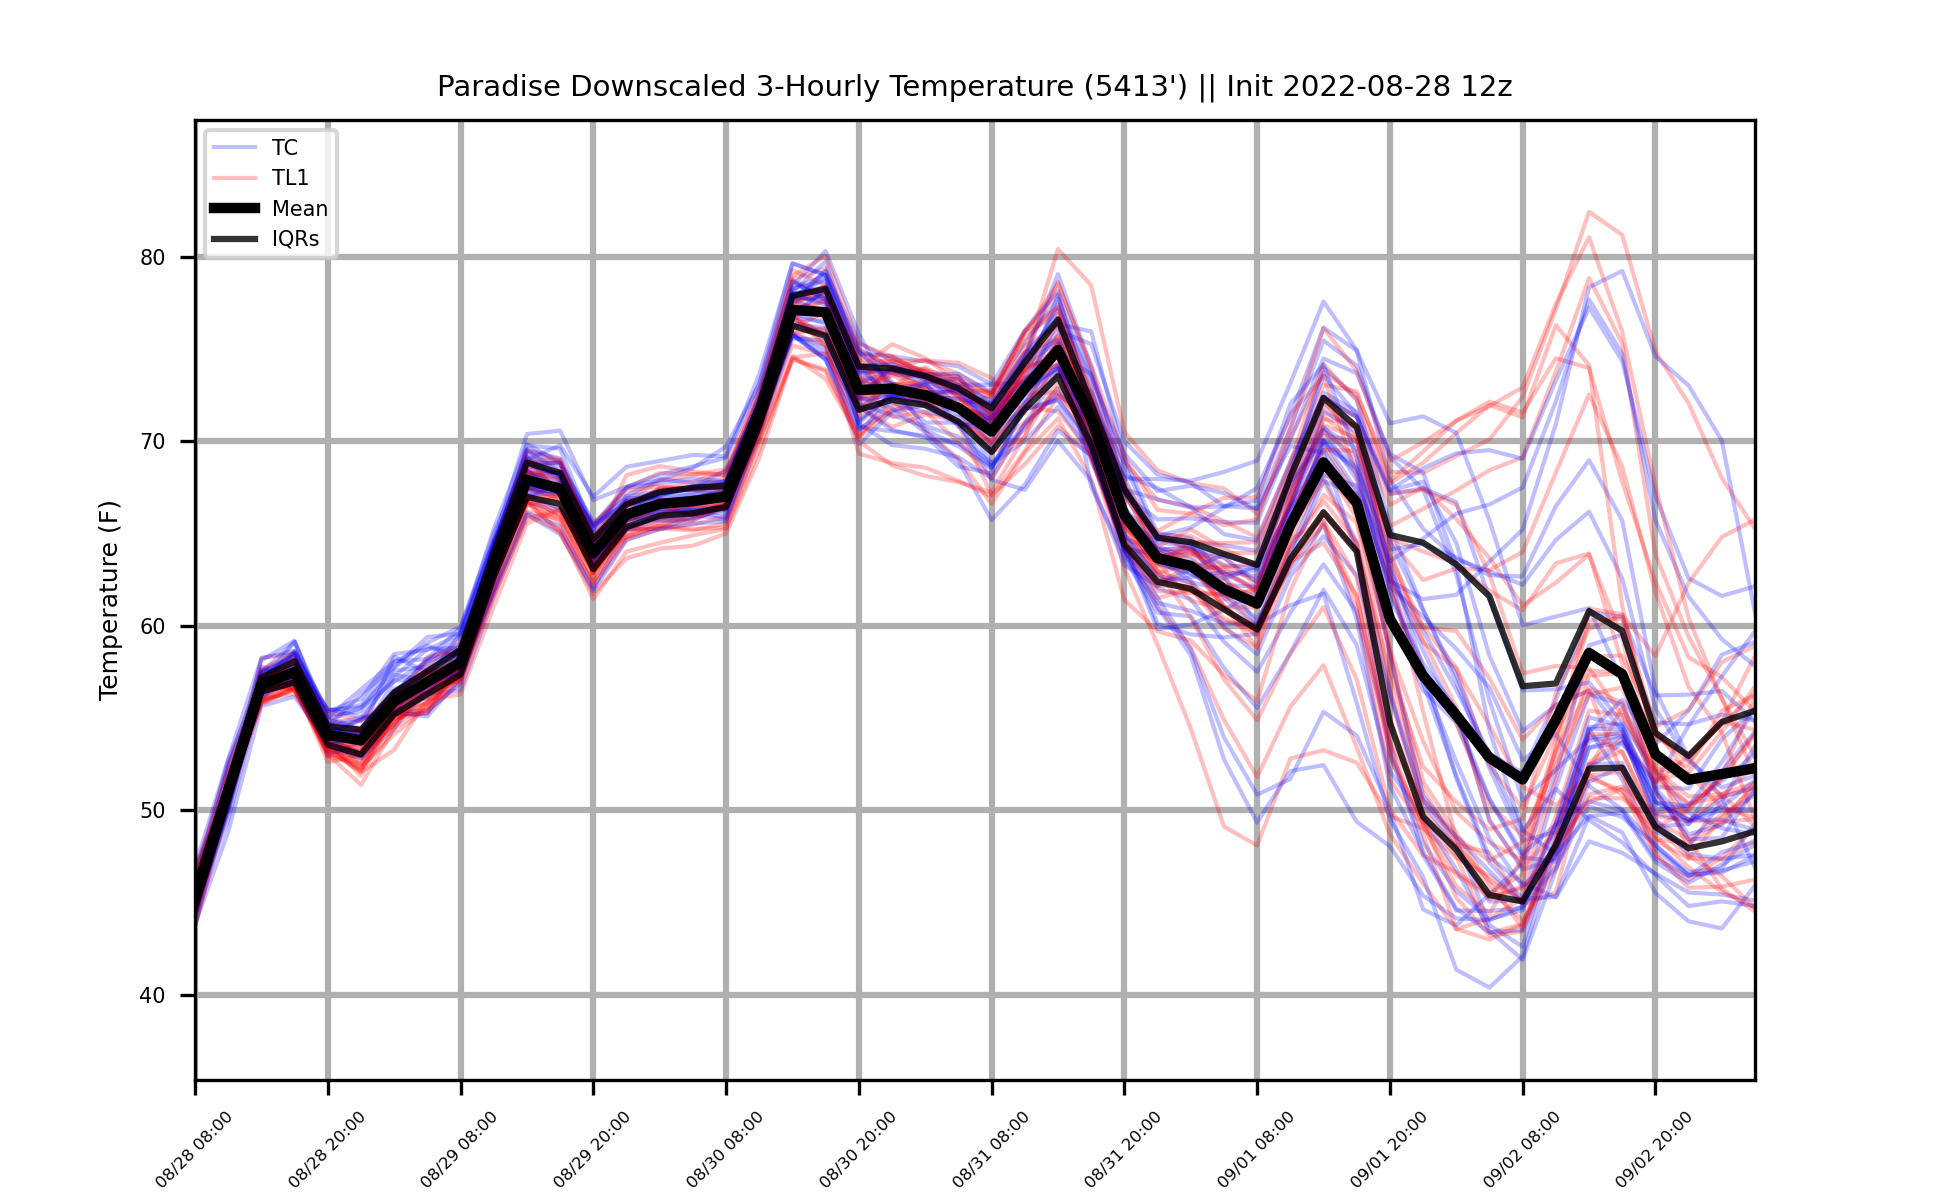 Paradise Downscaled 3-Hourly Temperature (5413') || Init 2022-08-28 12z
TC
TL1
Mean
IQRs
Temperature (F)
80
70
60
50
40
08/28 08:00
08/28 20:00
08/29 08:00
08/29 20:00
08/30 08:00
08/30 20:00
08/31 08:00
08/31 20:00
09/01 08:00
09/01 20:00
09/02 08:00
09/02 20:00